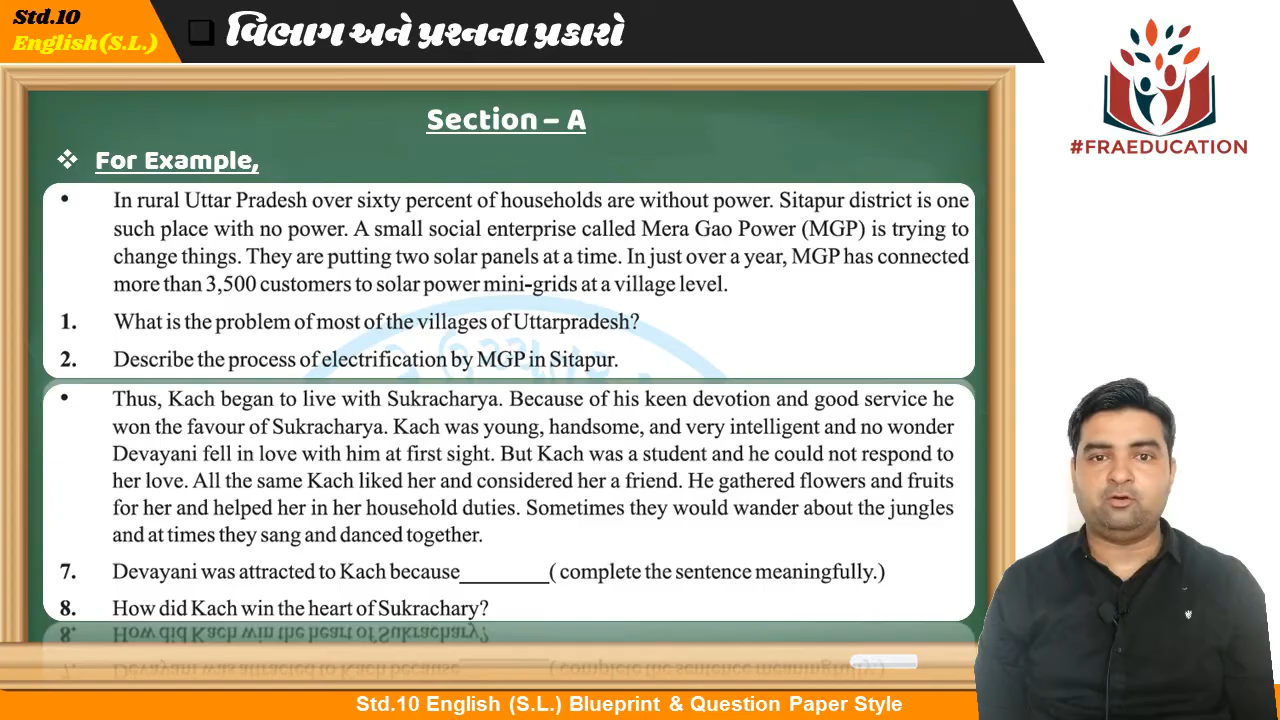 Std.10
English(S.L.)
❑ વિભાગ અને પ્રશ્નના પ્રકારો
#FRAEDUCATION
Section – A
❖ For Example,
• In rural Uttar Pradesh over sixty percent of households are without power. Sitapur district is one
such place with no power. A small social enterprise called Mera Gao Power (MGP) is trying to
change things. They are putting two solar panels at a time. In just over a year, MGP has connected
more than 3,500 customers to solar power mini-grids at a village level.
1. What is the problem of most of the villages of Uttarpradesh?
2. Describe the process of electrification by MGP in Sitapur.
• Thus, Kach began to live with Sukracharya. Because of his keen devotion and good service he
won the favour of Sukracharya. Kach was young, handsome, and very intelligent and no wonder
Devayani fell in love with him at first sight. But Kach was a student and he could not respond to
her love. All the same Kach liked her and considered her a friend. He gathered flowers and fruits
for her and helped her in her household duties. Sometimes they would wander about the jungles
and at times they sang and danced together.
7. Devayani was attracted to Kach because________( complete the sentence meaningfully.)
8. How did Kach win the heart of Sukrachary?
Std.10 English (S.L.) Blueprint & Question Paper Style